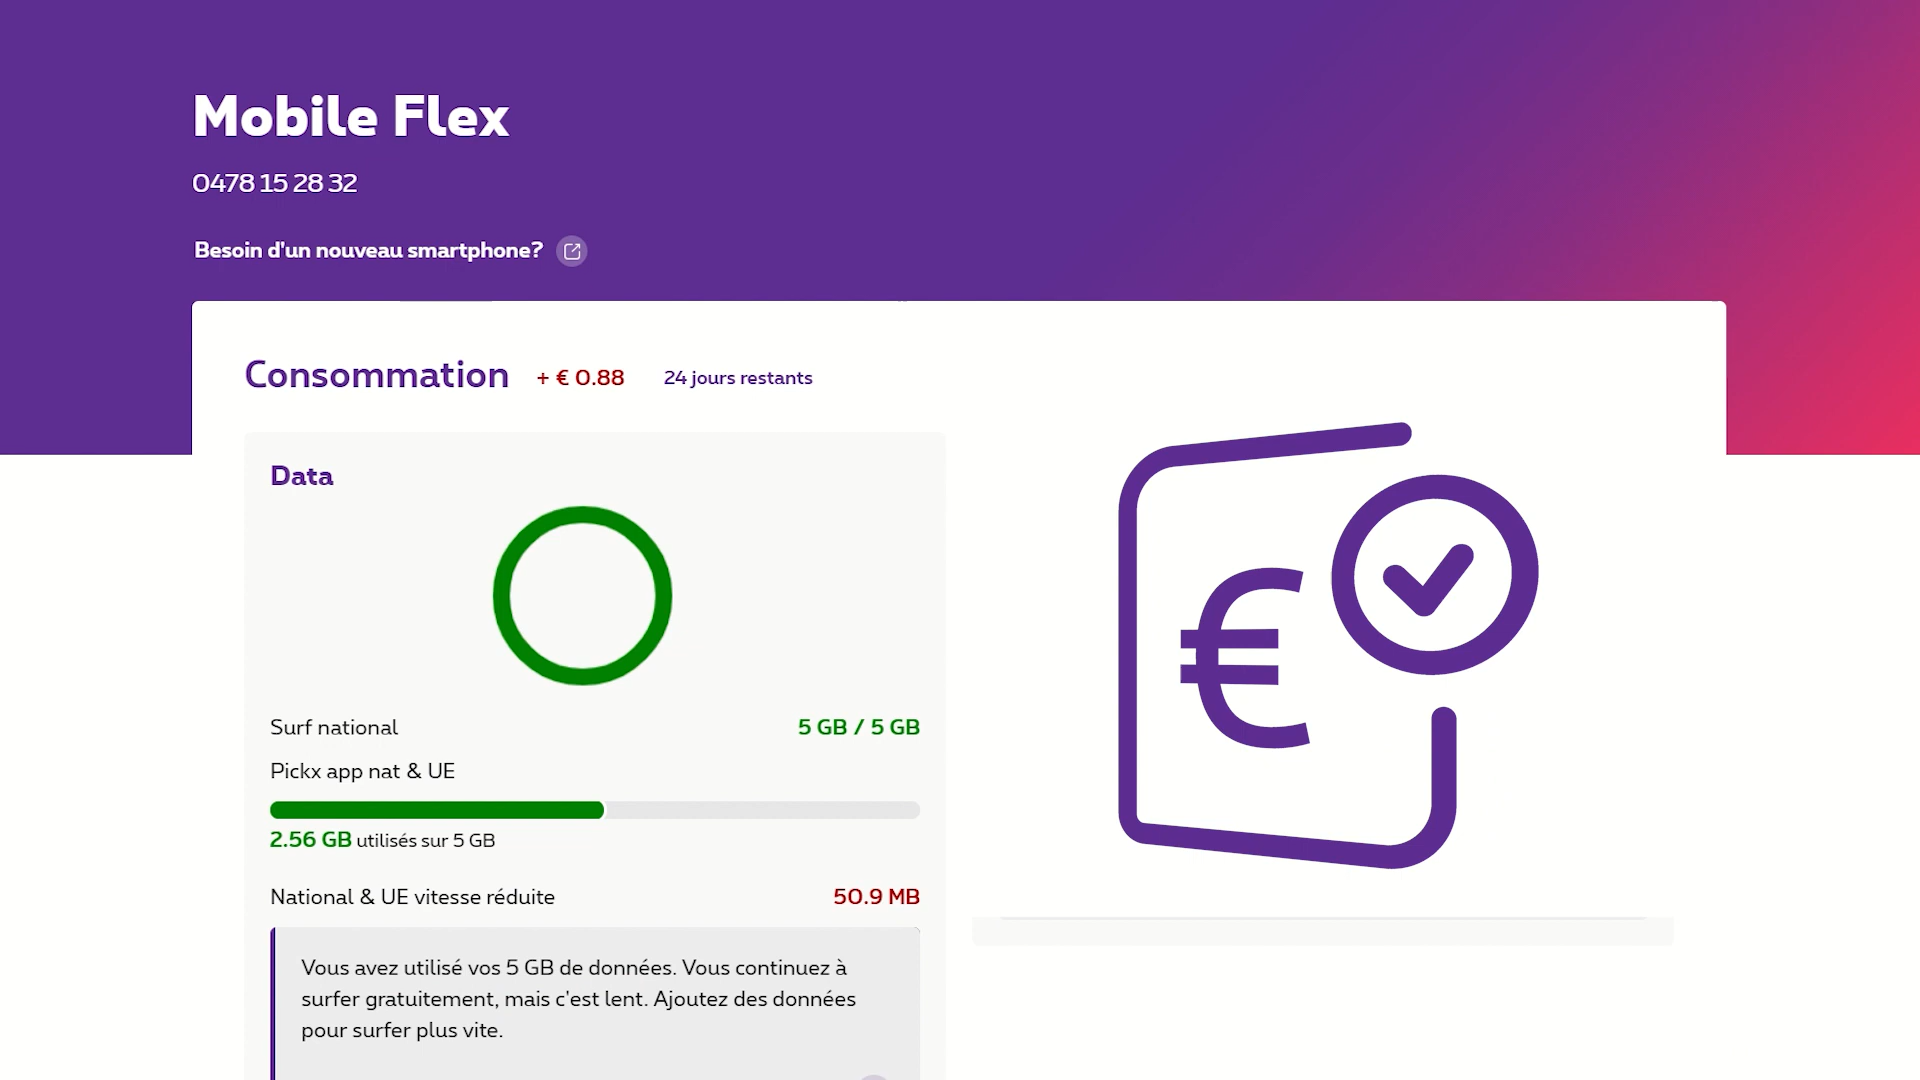 Mobile Flex
0478 15 28 32
Besoin d'un nouveau smartphone?
Consommation + € 0.88 24 jours restants
Data
Surf national 5 GB / 5 GB
Pickx app nat & UE
2.56 GB utilisés sur 5 GB
National & UE vitesse réduite 50.9 MB
Vous avez utilisé vos 5 GB de données. Vous continuez à
surfer gratuitement, mais c'est lent. Ajoutez des données
pour surfer plus vite.
€